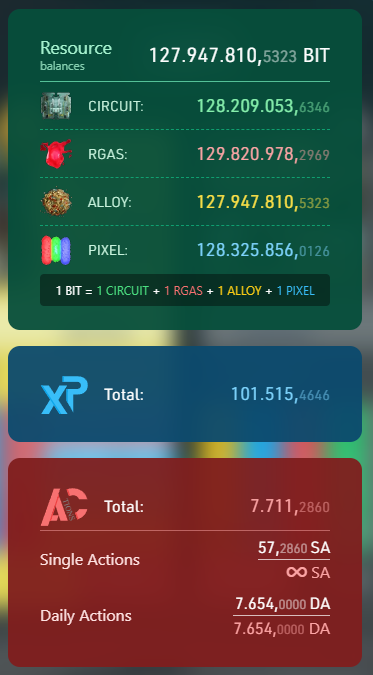 Resource 127.947.810,5323 BIT
balances
CIRCUIT: 128.209.053,6346
RGAS: 129.820.978,2969
ALLOY: 127.947.810,5323
PIXEL: 128.325.856,0126
1 BIT = 1 CIRCUIT + 1 RGAS + 1 ALLOY + 1 PIXEL
XP Total: 101.515,4646
AC Total: 7.711,2860
Single Actions 57,2860 SA
∞ SA
Daily Actions 7.654,0000 DA
7.654,0000 DA